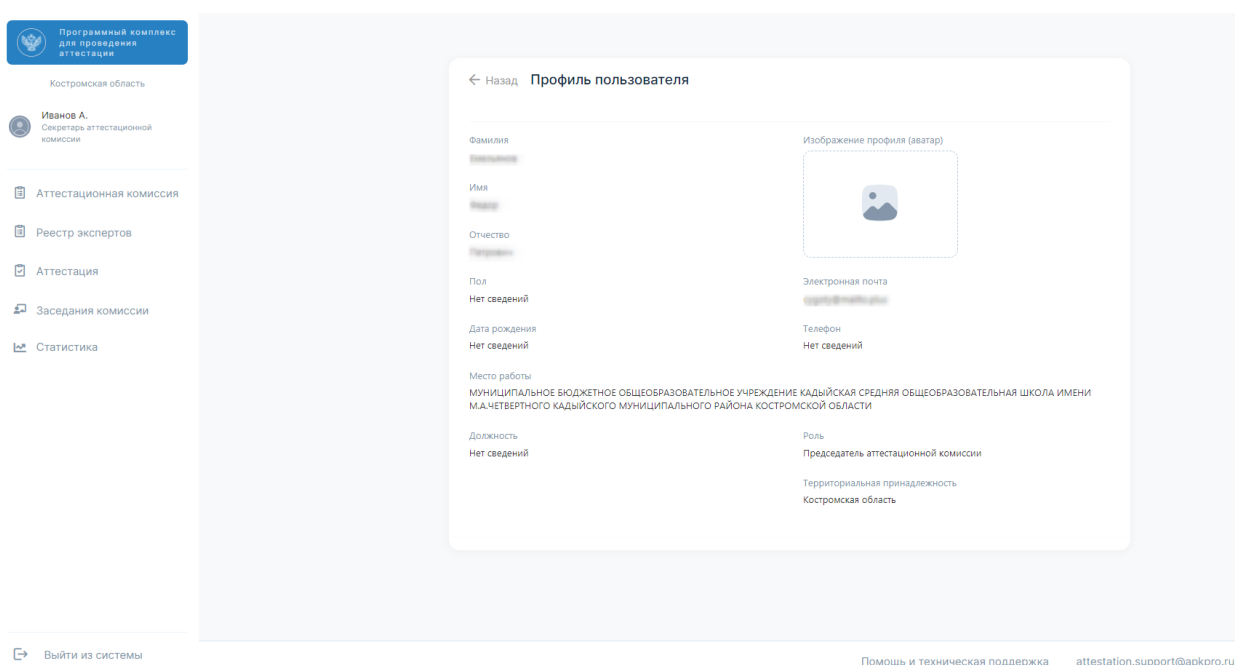 Программный комплекс
для проведения
аттестации
Костромская область
Иванов А.
Секретарь аттестационной
комиссии
Аттестационная комиссия
Реестр экспертов
Аттестация
Заседания комиссии
Статистика
Выйти из системы
Назад Профиль пользователя
Фамилия
Изображение профиля (аватар)
Имя
Отчество
Пол
Нет сведений
Электронная почта
Дата рождения
Нет сведений
Телефон
Нет сведений
Место работы
МУНИЦИПАЛЬНОЕ БЮДЖЕТНОЕ ОБЩЕОБРАЗОВАТЕЛЬНОЕ УЧРЕЖДЕНИЕ КАДЫЙСКАЯ СРЕДНЯЯ ОБЩЕОБРАЗОВАТЕЛЬНАЯ ШКОЛА ИМЕНИ
М.А.ЧЕТВЕРТНОГО КАДЫЙСКОГО МУНИЦИПАЛЬНОГО РАЙОНА КОСТРОМСКОЙ ОБЛАСТИ
Должность
Нет сведений
Роль
Председатель аттестационной комиссии
Территориальная принадлежность
Костромская область
Помощь и техническая поддержка attestation.support@apkpro.ru